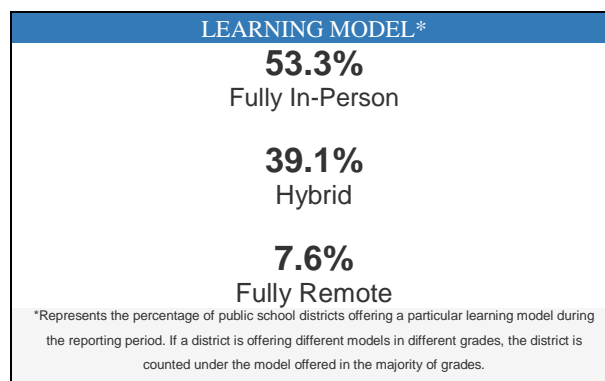 LEARNING MODEL*
53.3%
Fully In-Person
39.1%
Hybrid
7.6%
Fully Remote
*Represents the percentage of public school districts offering a particular learning model during
the reporting period. If a district is offering different models in different grades, the district is
counted under the model offered in the majority of grades.